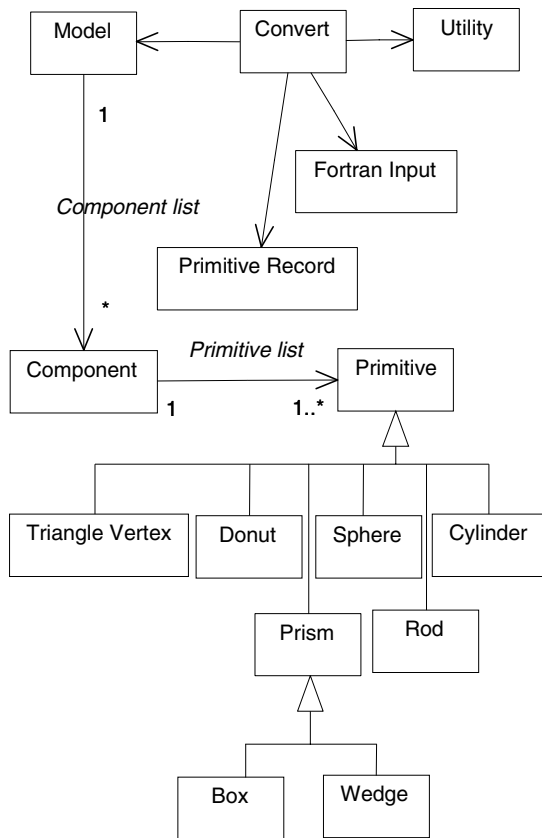 Model
Convert
Utility
1
Fortran Input
Component list
Primitive Record
*
Primitive list
Component
Primitive
1
1..*
Triangle Vertex
Donut
Sphere
Cylinder
Prism
Rod
Box
Wedge